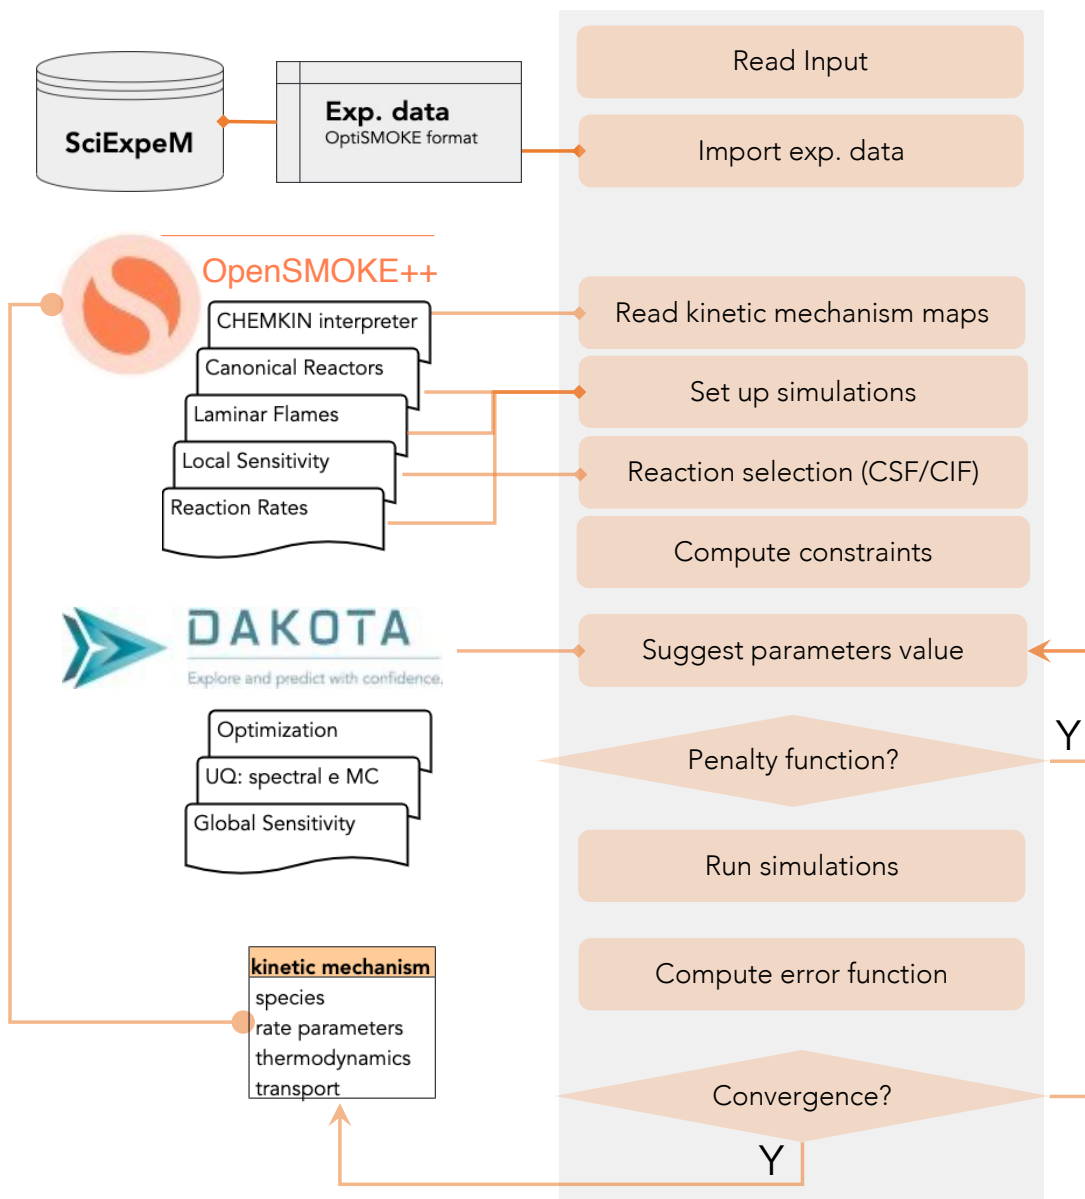 Read Input
SciExpeM
Exp. data
OptiSMOKE format
Import exp. data
OpenSMOKE++
CHEMKIN interpreter
Canonical Reactors
Laminar Flames
Local Sensitivity
Reaction Rates
Read kinetic mechanism maps
Set up simulations
Reaction selection (CSF/CIF)
Compute constraints
DAKOTA
Explore and predict with confidence.
Optimization
UQ: spectral e MC
Global Sensitivity
Suggest parameters value
Y
Penalty function?
Run simulations
Compute error function
kinetic mechanism
species
rate parameters
thermodynamics
transport
Convergence?
Y